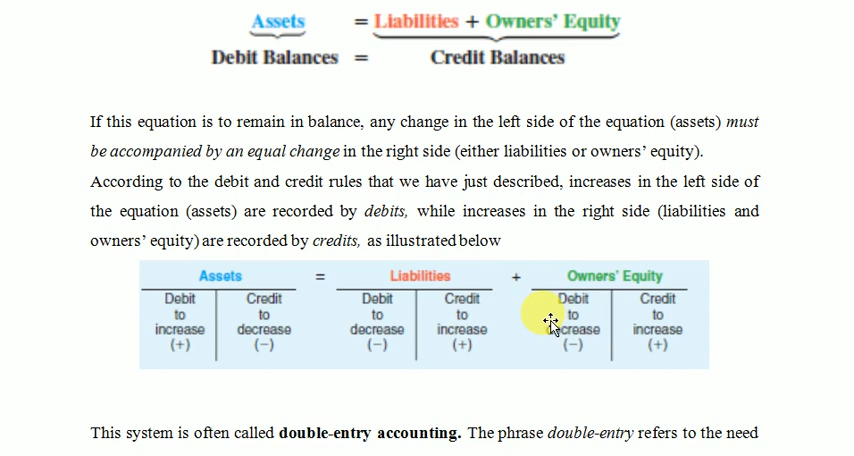 Assets = Liabilities + Owners' Equity
Debit Balances = Credit Balances
If this equation is to remain in balance, any change in the left side of the equation (assets) must
be accompanied by an equal change in the right side (either liabilities or owners' equity).
According to the debit and credit rules that we have just described, increases in the left side of
the equation (assets) are recorded by debits, while increases in the right side (liabilities and
owners' equity) are recorded by credits, as illustrated below
Assets = Liabilities + Owners' Equity
Debit Credit Debit Credit Debit Credit
to to to to to to
increase decrease decrease increase decrease increase
(+) (−) (−) (+) (−) (+)
This system is often called double-entry accounting. The phrase double-entry refers to the need